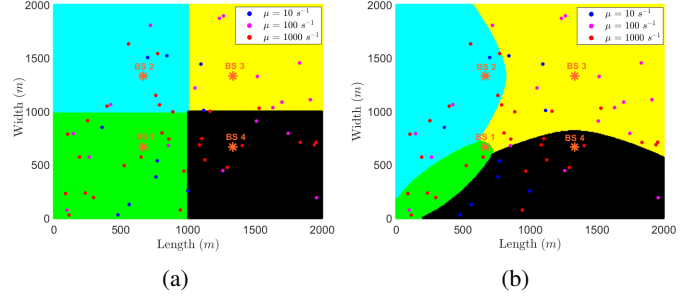 2000
1500
1000
500
0
Width (m)
μ = 10 s⁻¹
μ = 100 s⁻¹
μ = 1000 s⁻¹
BS 2
BS 3
BS 1
BS 4
0
500
1000
1500
2000
Length (m)
(a)
2000
1500
1000
500
0
Width (m)
μ = 10 s⁻¹
μ = 100 s⁻¹
μ = 1000 s⁻¹
BS 2
BS 3
BS 1
BS 4
0
500
1000
1500
2000
Length (m)
(b)